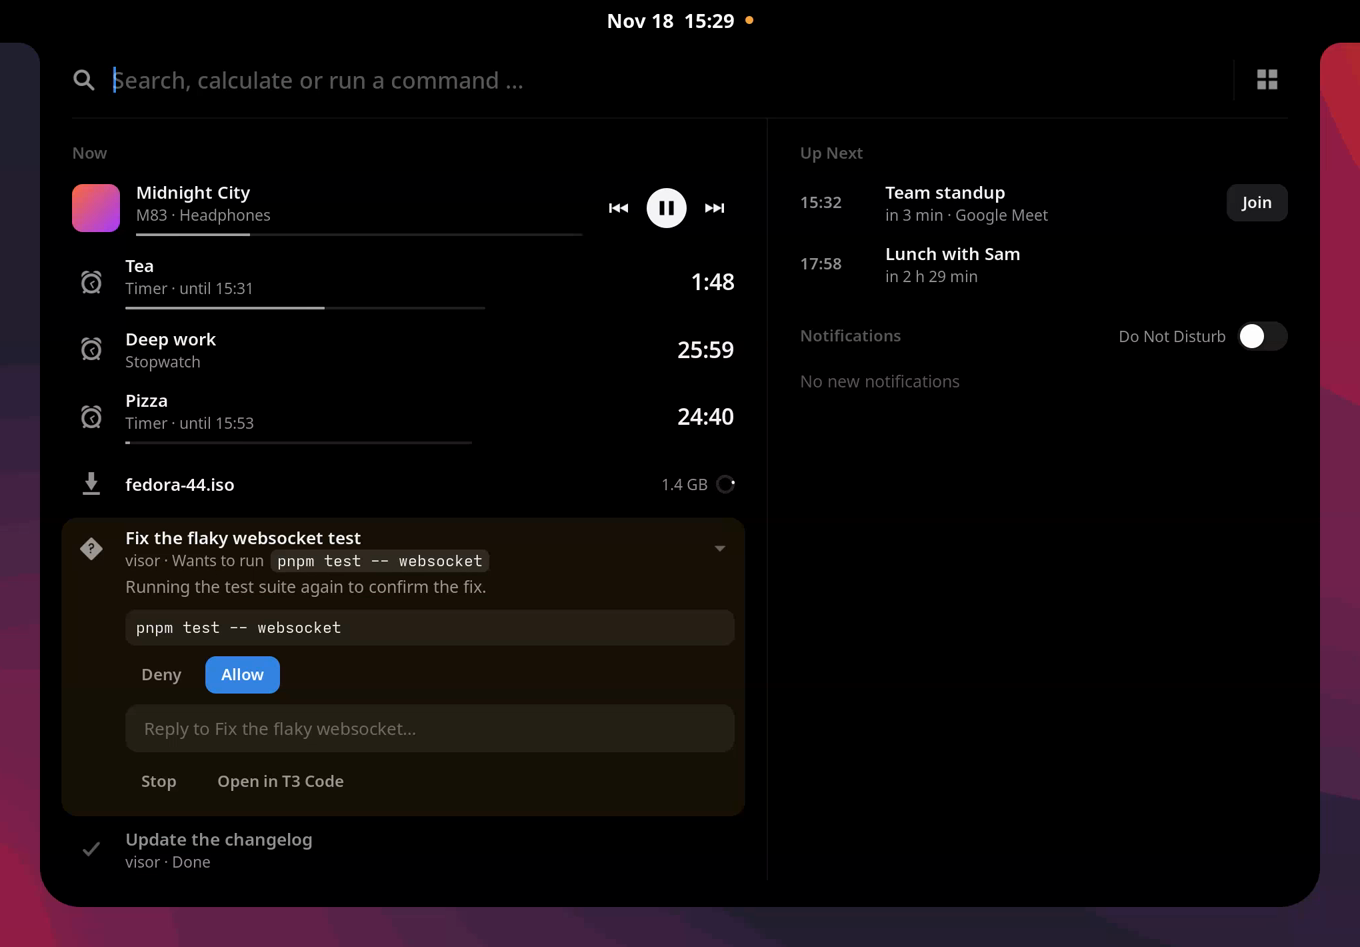 Nov 18 15:29
Search, calculate or run a command ...
Now
Midnight City
M83 · Headphones
Tea
Timer · until 15:31
1:48
Deep work
Stopwatch
25:59
Pizza
Timer · until 15:53
24:40
fedora-44.iso
1.4 GB
Fix the flaky websocket test
visor · Wants to run pnpm test -- websocket
Running the test suite again to confirm the fix.
pnpm test -- websocket
Deny Allow
Reply to Fix the flaky websocket...
Stop Open in T3 Code
Update the changelog
visor · Done
Up Next
15:32
Team standup
in 3 min · Google Meet
Join
17:58
Lunch with Sam
in 2 h 29 min
Notifications
Do Not Disturb
No new notifications